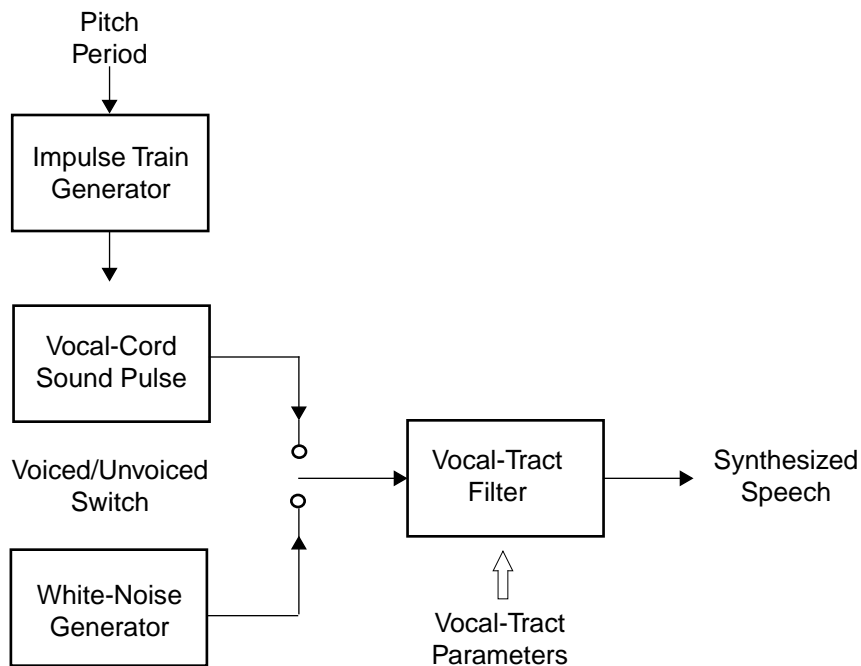 Pitch
Period
Impulse Train
Generator
Vocal-Cord
Sound Pulse
Voiced/Unvoiced
Switch
White-Noise
Generator
Vocal-Tract
Filter
Vocal-Tract
Parameters
Synthesized
Speech